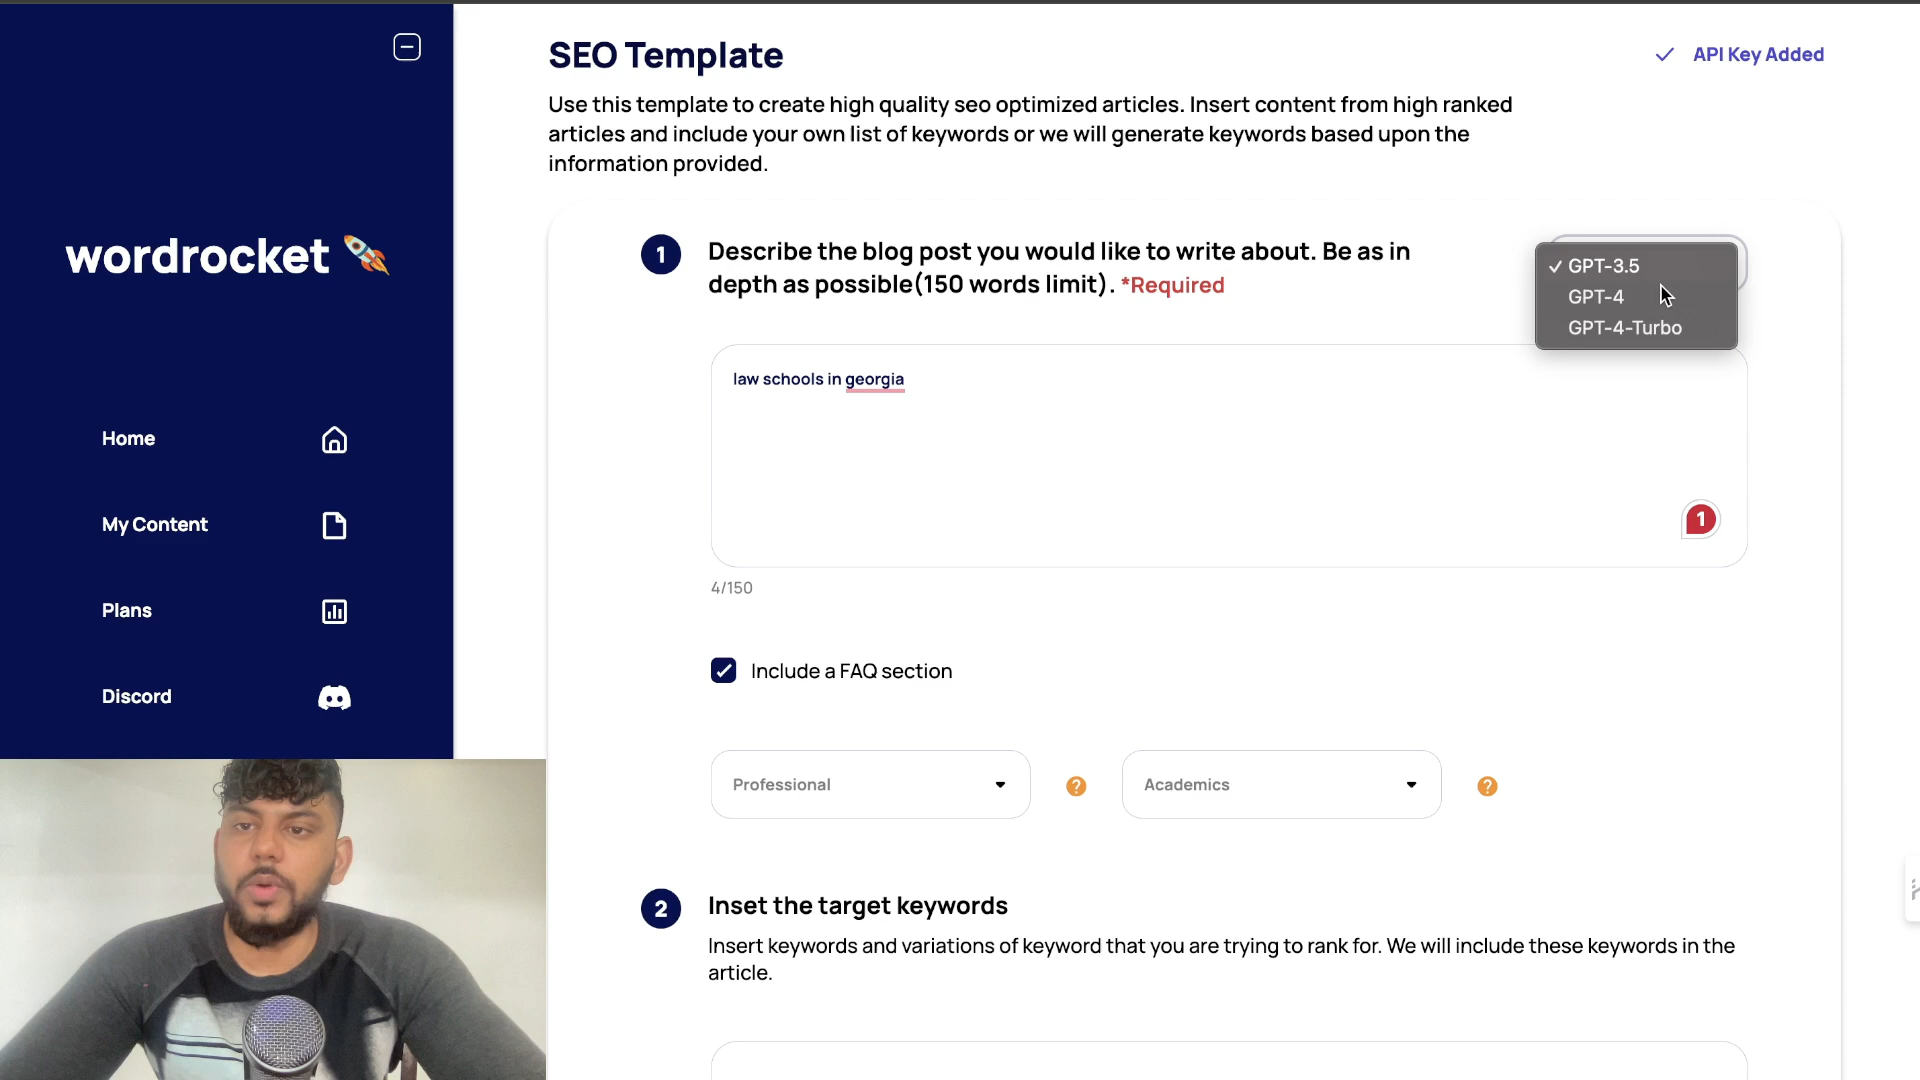 SEO Template
API Key Added
Use this template to create high quality seo optimized articles. Insert content from high ranked
articles and include your own list of keywords or we will generate keywords based upon the
information provided.
wordrocket
1
Describe the blog post you would like to write about. Be as in
depth as possible(150 words limit). *Required
GPT-3.5
GPT-4
GPT-4-Turbo
law schools in georgia
1
4/150
Home
My Content
Plans
Discord
Include a FAQ section
Professional
?
Academics
?
2
Inset the target keywords
Insert keywords and variations of keyword that you are trying to rank for. We will include these keywords in the
article.